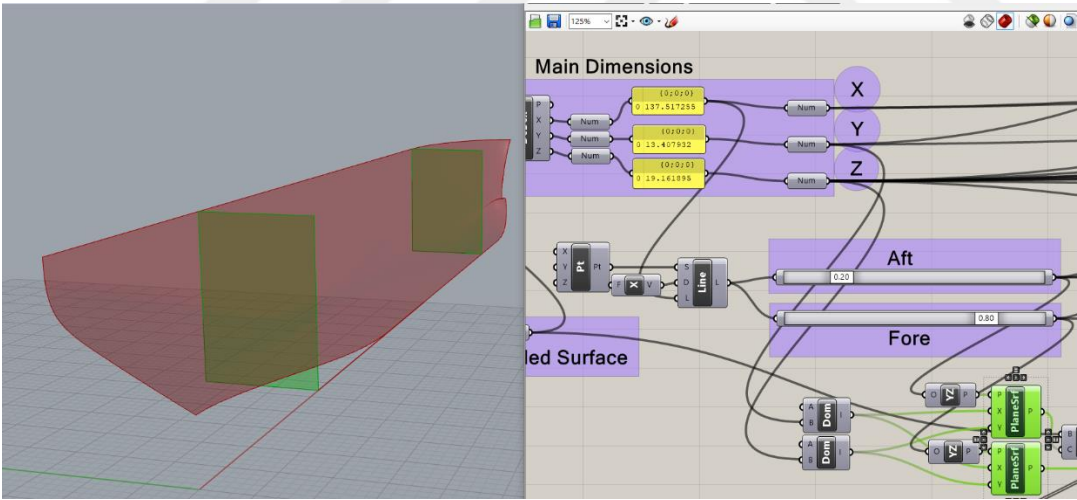 125%
Main Dimensions
X
Y
Z
P
X
Y
Z
Num
Num
Num
{0;0;0}
0 137.517255
{0;0;0}
0 13.407932
{0;0;0}
0 19.161895
Num
Num
Num
X
Y
Z
Pt
Pt
F
X
V
S
D
L
Line
L
Aft
0.20
0.80
Fore
led Surface
A
B
Dom
I
A
B
Dom
I
O
YZ
P
O
YZ
P
P
X
Y
PlaneSrf
P
P
X
Y
PlaneSrf
P
B
C